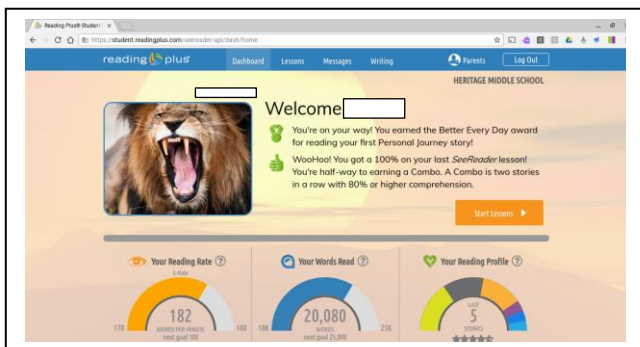 Reading Plus® Student
https://student.readingplus.com/seereader/api/dash/home
reading plus®
Dashboard Lessons Messages Writing
Parents
Log Out
HERITAGE MIDDLE SCHOOL
Welcome
You're on your way! You earned the Better Every Day award
for reading your first Personal Journey story!
WooHoo! You got a 100% on your last SeeReader lesson!
You're half-way to earning a Combo. A Combo is two stories
in a row with 80% or higher comprehension.
Start Lessons
Your Reading Rate ?
Your Words Read ?
Your Reading Profile ?
G-Rate
182
WORDS PER MINUTE
next goal 188
170
188
20,080
WORDS
next goal 25,000
10K
25K
LAST
5
STORIES